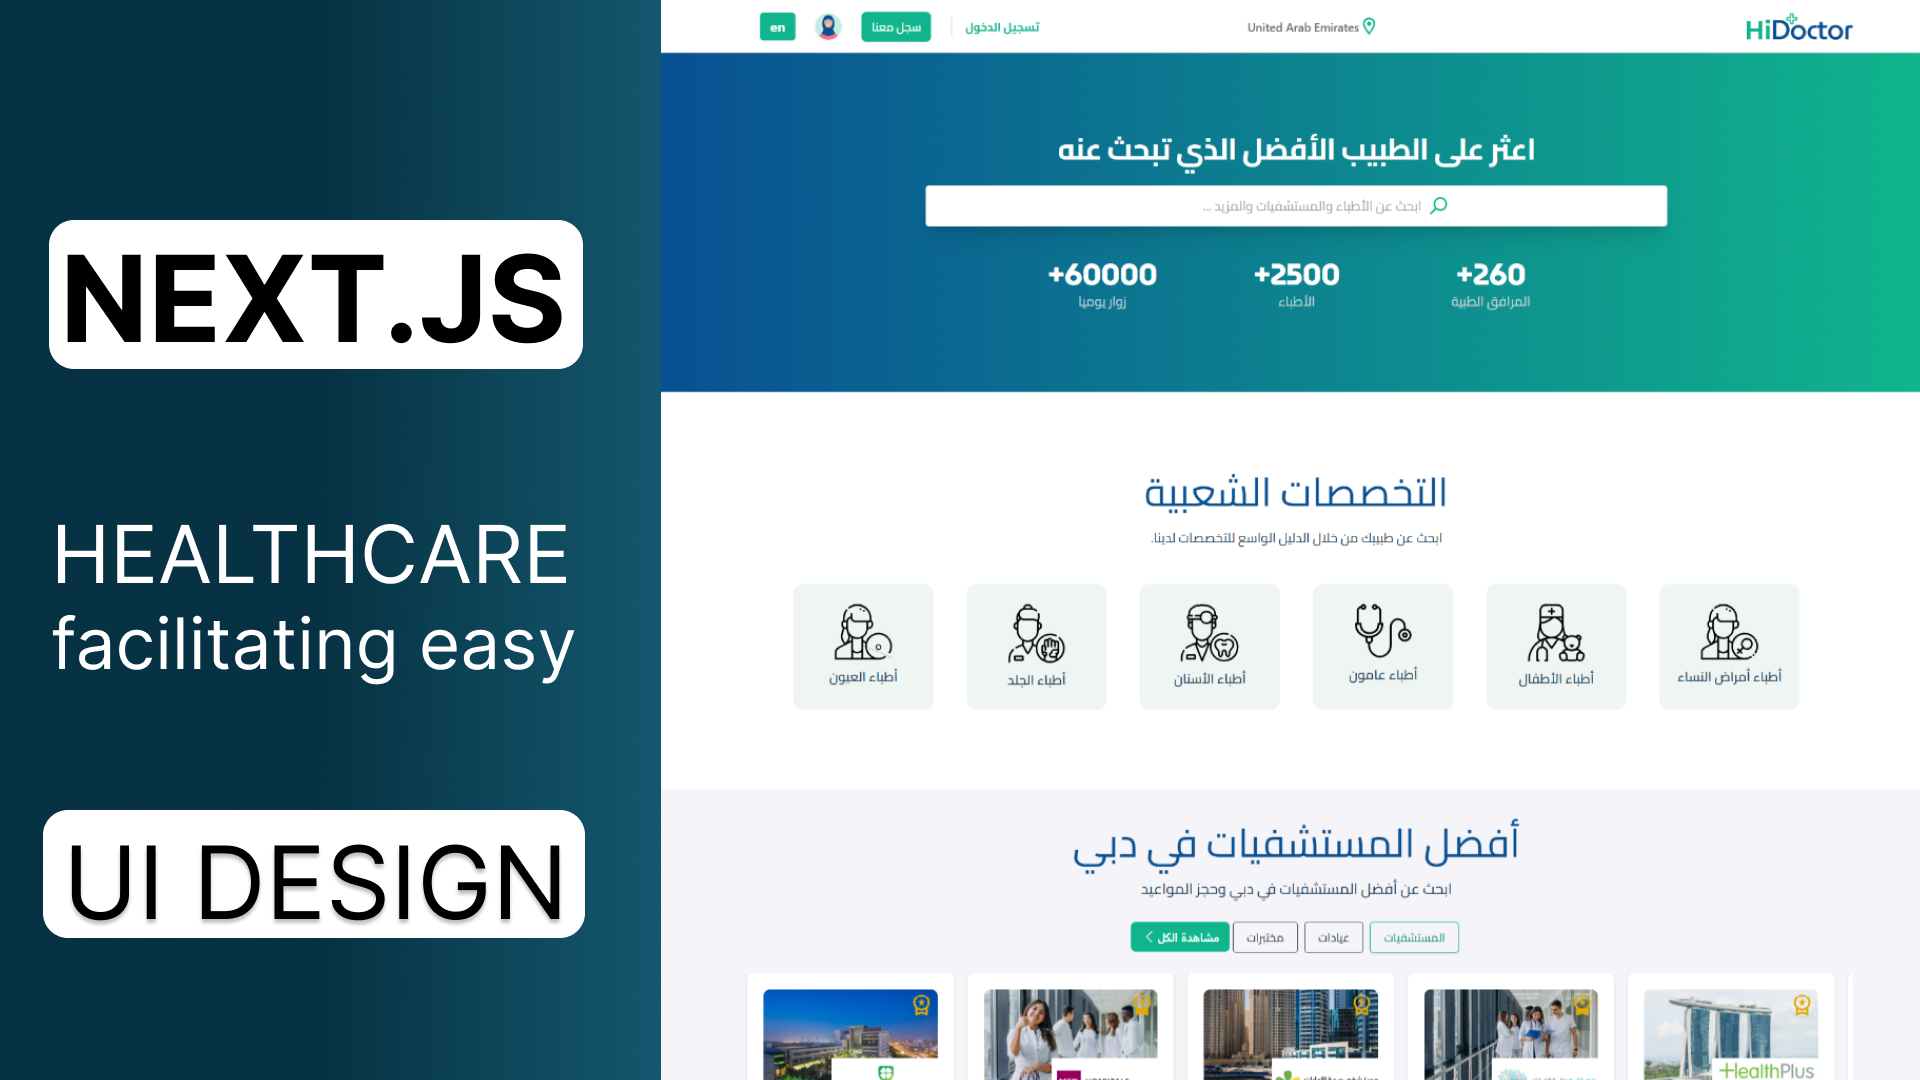 NEXT.JS
HEALTHCARE
facilitating easy
UI DESIGN
HiDoctor
United Arab Emirates
تسجيل الدخول
سجل معنا
en
اعثر على الطبيب الأفضل الذي تبحث عنه
ابحث عن الأطباء والمستشفيات والمزيد ...
+260
المرافق الطبية
+2500
الأطباء
+60000
زوار يوميا
التخصصات الشعبية
ابحث عن طبيبك من خلال الدليل الواسع للتخصصات لدينا.
أطباء أمراض النساء
أطباء الأطفال
أطباء عامون
أطباء الأسنان
أطباء الجلد
أطباء العيون
أفضل المستشفيات في دبي
ابحث عن أفضل المستشفيات في دبي وحجز المواعيد
المستشفيات
عيادات
مختبرات
مشاهدة الكل
HealthPlus